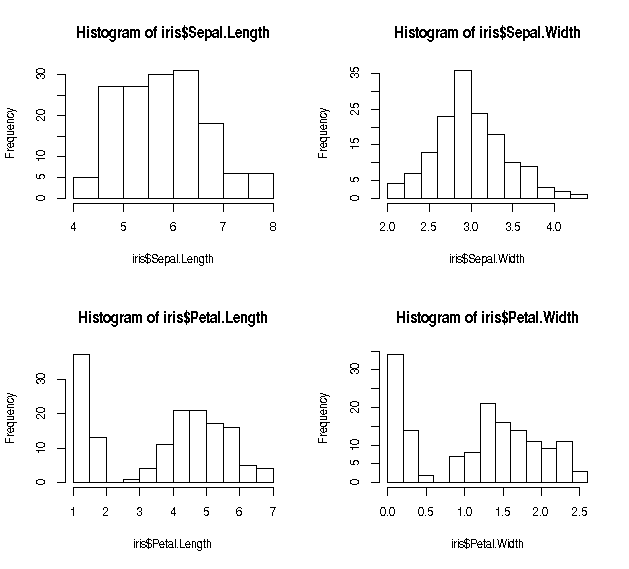 Histogram of iris$Sepal.Length
Frequency
0 5 15 30
4 5 6 7 8
iris$Sepal.Length
Histogram of iris$Sepal.Width
Frequency
0 5 15 25 35
2.0 2.5 3.0 3.5 4.0
iris$Sepal.Width
Histogram of iris$Petal.Length
Frequency
0 10 20 30
1 2 3 4 5 6 7
iris$Petal.Length
Histogram of iris$Petal.Width
Frequency
0 5 10 20 30
0.0 0.5 1.0 1.5 2.0 2.5
iris$Petal.Width